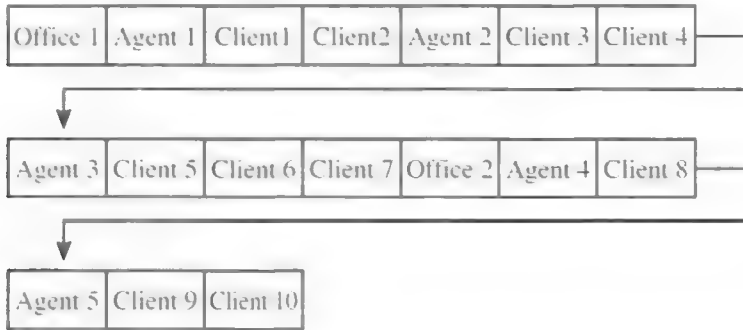 Office 1 Agent 1 Client1 Client2 Agent 2 Client 3 Client 4
Agent 3 Client 5 Client 6 Client 7 Office 2 Agent 4 Client 8
Agent 5 Client 9 Client 10